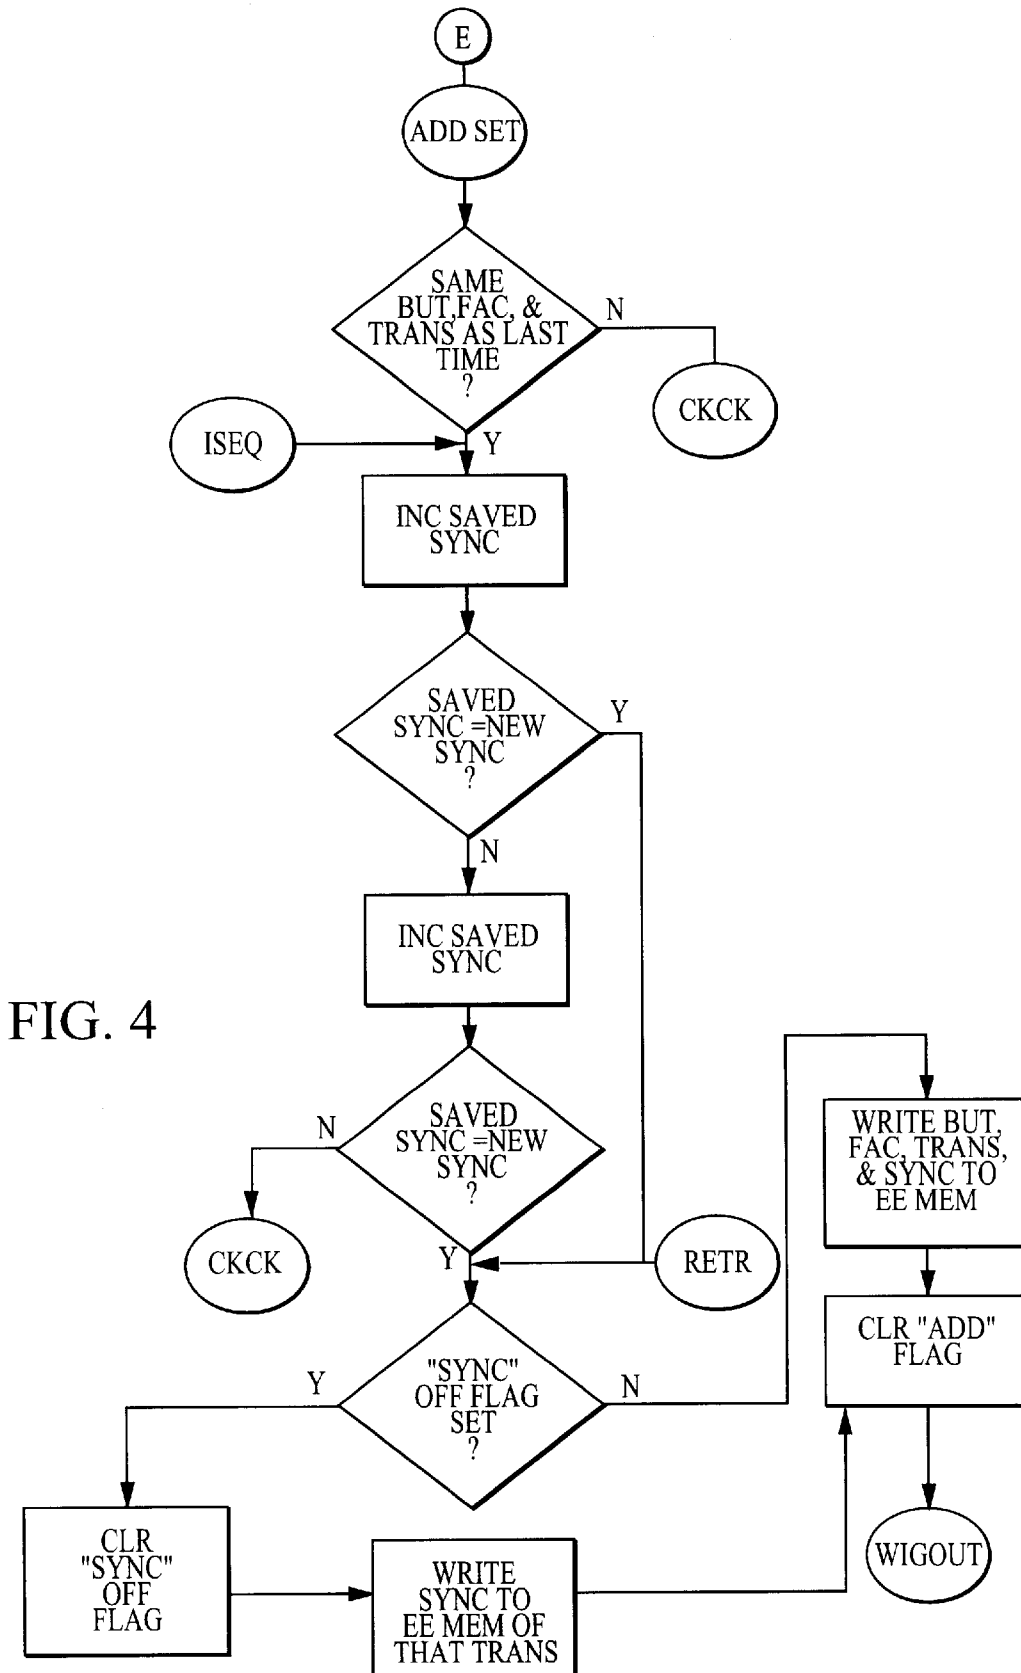 E
ADD SET
SAME
BUT,FAC, &
TRANS AS LAST
TIME
?
N
CKCK
ISEQ
Y
INC SAVED
SYNC
SAVED
SYNC =NEW
SYNC
?
Y
N
INC SAVED
SYNC
FIG. 4
SAVED
SYNC =NEW
SYNC
?
N
CKCK
Y
RETR
WRITE BUT,
FAC, TRANS,
& SYNC TO
EE MEM
CLR "ADD"
FLAG
"SYNC"
OFF FLAG
SET
?
Y
N
CLR
"SYNC"
OFF
FLAG
WRITE
SYNC TO
EE MEM OF
THAT TRANS
WIGOUT